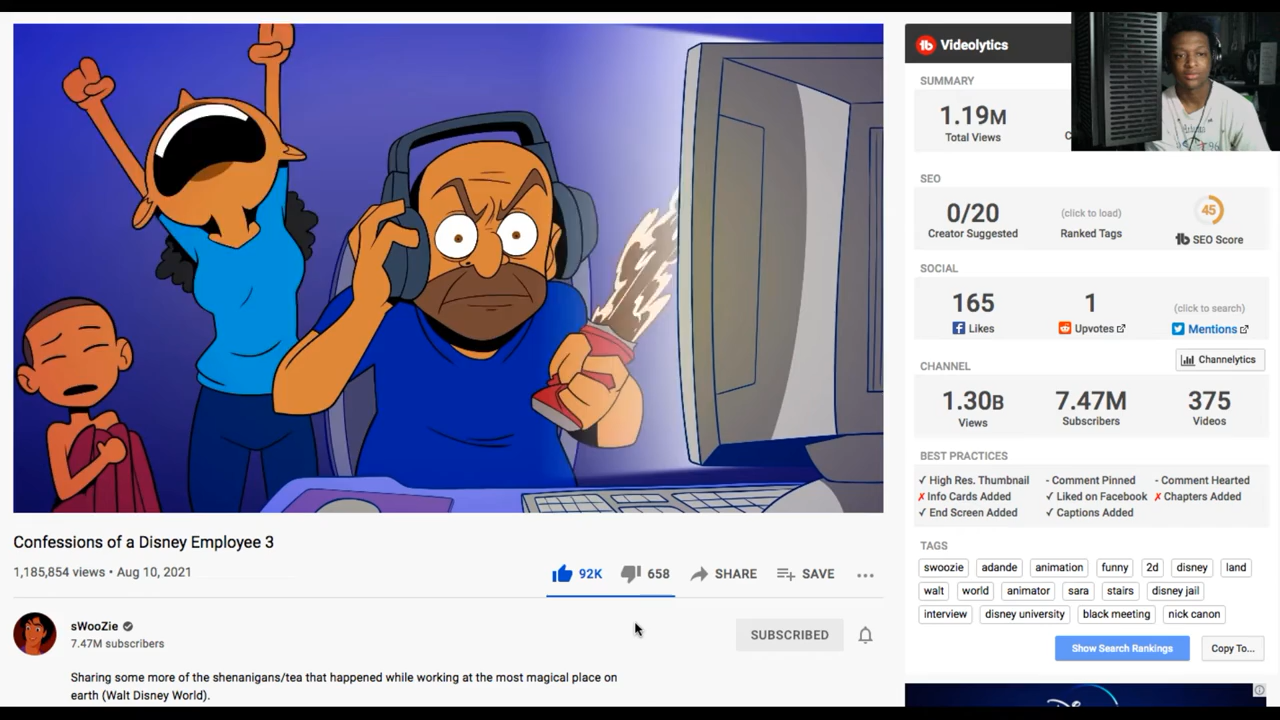 Videolytics
SUMMARY
1.19M
Total Views
SEO
0/20
Creator Suggested
(click to load)
Ranked Tags
45
tb SEO Score
SOCIAL
165
Likes
1
Upvotes
(click to search)
Mentions
Channelytics
CHANNEL
1.30B
Views
7.47M
Subscribers
375
Videos
BEST PRACTICES
✓ High Res. Thumbnail - Comment Pinned - Comment Hearted
✗ Info Cards Added ✓ Liked on Facebook ✗ Chapters Added
✓ End Screen Added ✓ Captions Added
TAGS
swoozie adande animation funny 2d disney land
walt world animator sara stairs disney jail
interview disney university black meeting nick canon
Show Search Rankings Copy To...
Confessions of a Disney Employee 3
1,185,854 views • Aug 10, 2021
92K 658 SHARE SAVE ...
sWooZie
7.47M subscribers
SUBSCRIBED
Sharing some more of the shenanigans/tea that happened while working at the most magical place on
earth (Walt Disney World).